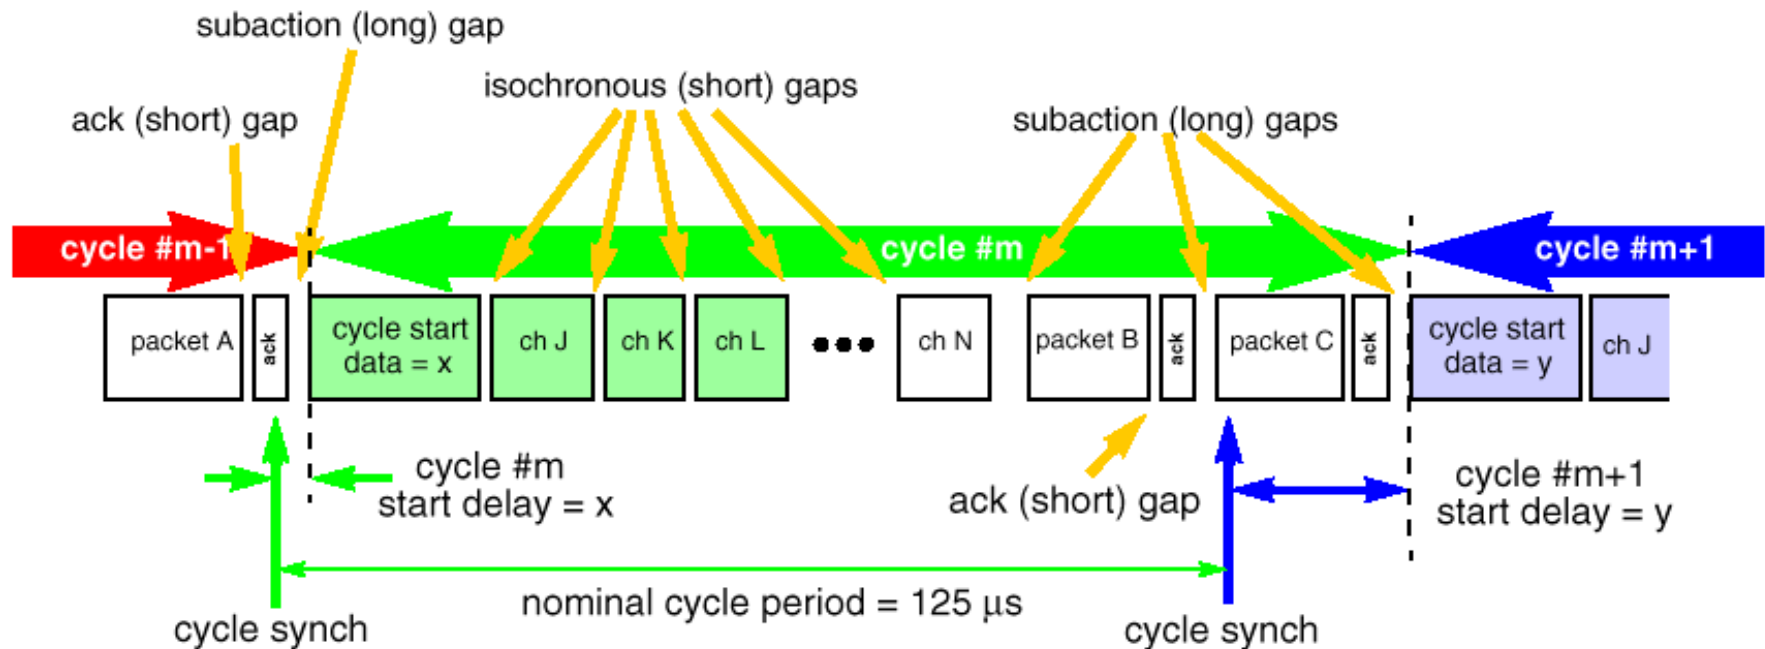 subaction (long) gap
isochronous (short) gaps
ack (short) gap
subaction (long) gaps
cycle #m-1
cycle #m
cycle #m+1
packet A
ack
cycle start
data = x
ch J
ch K
ch L
•••
ch N
packet B
ack
packet C
ack
cycle start
data = y
ch J
cycle #m
start delay = x
ack (short) gap
cycle #m+1
start delay = y
nominal cycle period = 125 μs
cycle synch
cycle synch